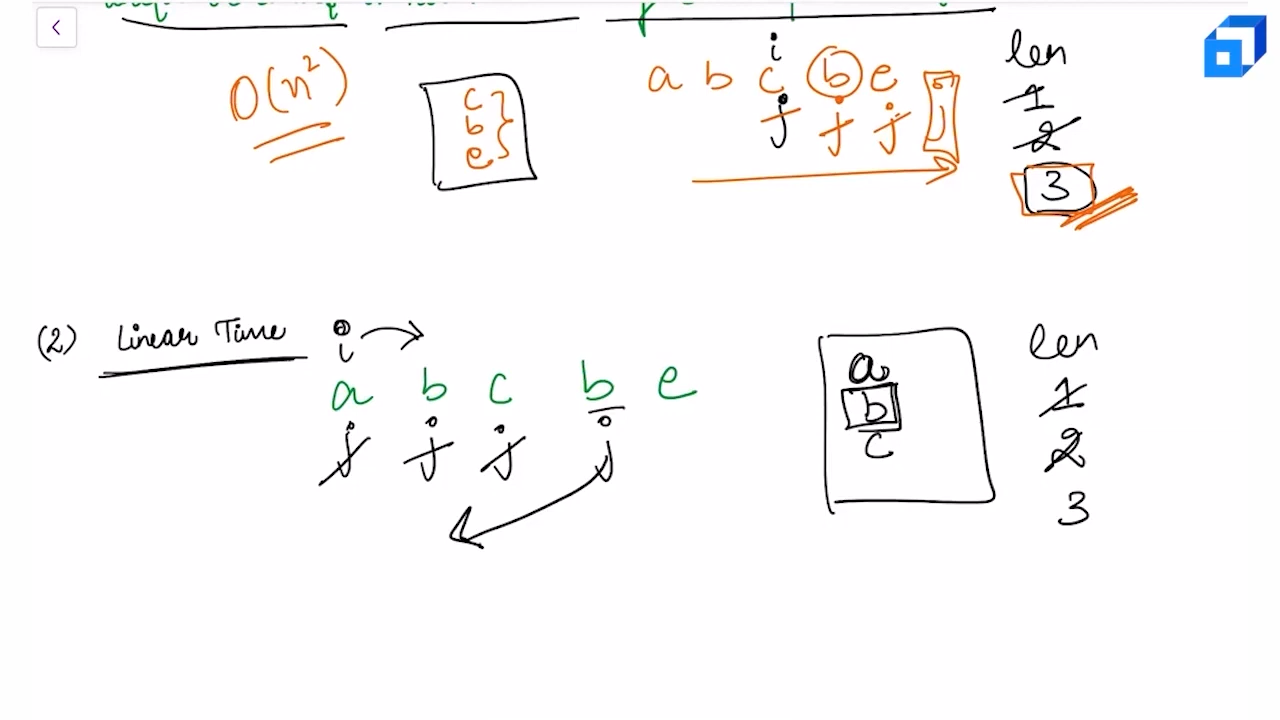 i len
O(n²) c a b c b e 1
b j j j j 2
e 3
(2) Linear Time i len
a b c b e a 1
j j j j b 2
c 3